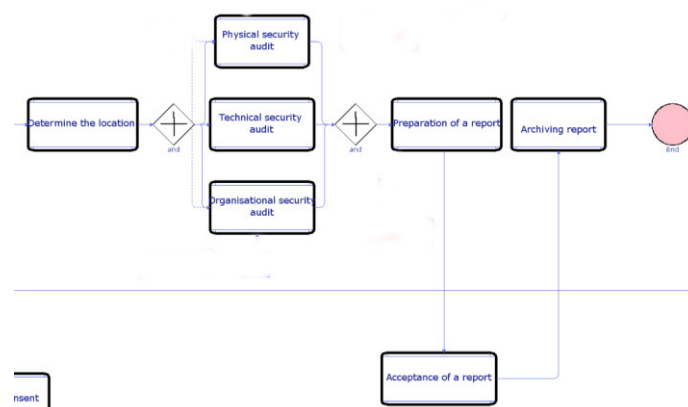 Physical security
audit
Determine the location
and
Technical security
audit
and
Preparation of a report
Archiving report
End
Organisational security
audit
Acceptance of a report
nsent